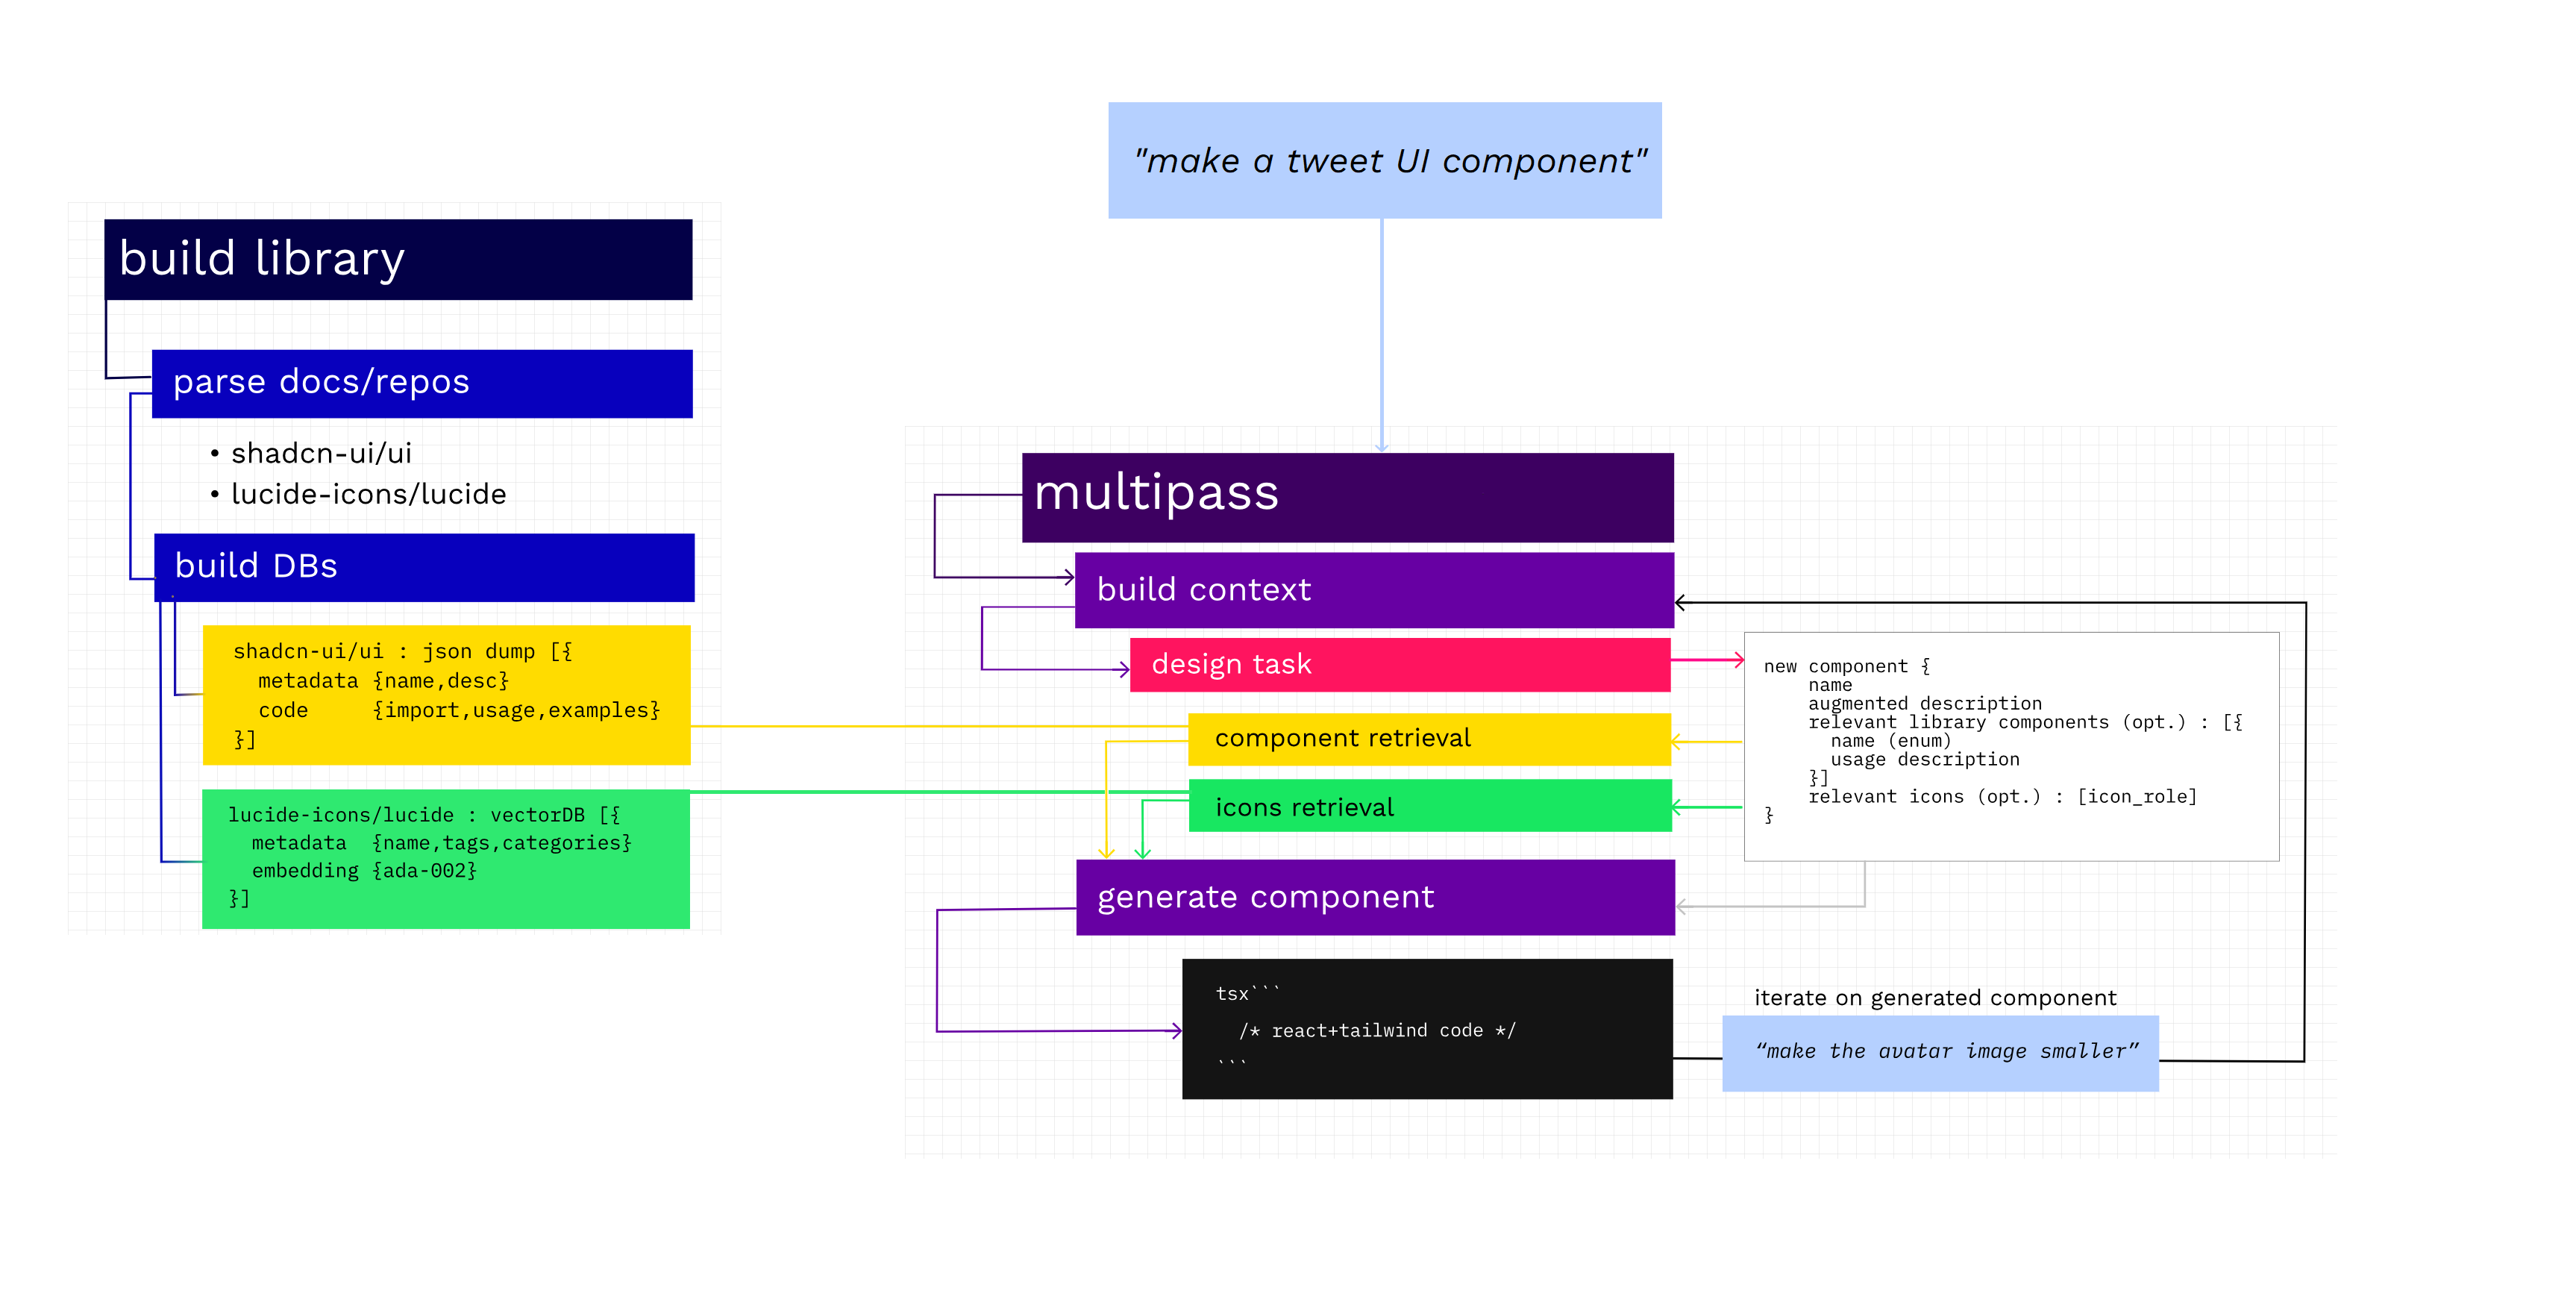 "make a tweet UI component"
build library
parse docs/repos
• shadcn-ui/ui
• lucide-icons/lucide
build DBs
shadcn-ui/ui : json dump [{
  metadata {name,desc}
  code     {import,usage,examples}
}]
lucide-icons/lucide : vectorDB [{
  metadata  {name,tags,categories}
  embedding {ada-002}
}]
multipass
build context
design task
new component {
    name
    augmented description
    relevant library components (opt.) : [{
      name (enum)
      usage description
    }]
    relevant icons (opt.) : [icon_role]
}
component retrieval
icons retrieval
generate component
tsx```
  /* react+tailwind code */
```
iterate on generated component
“make the avatar image smaller”